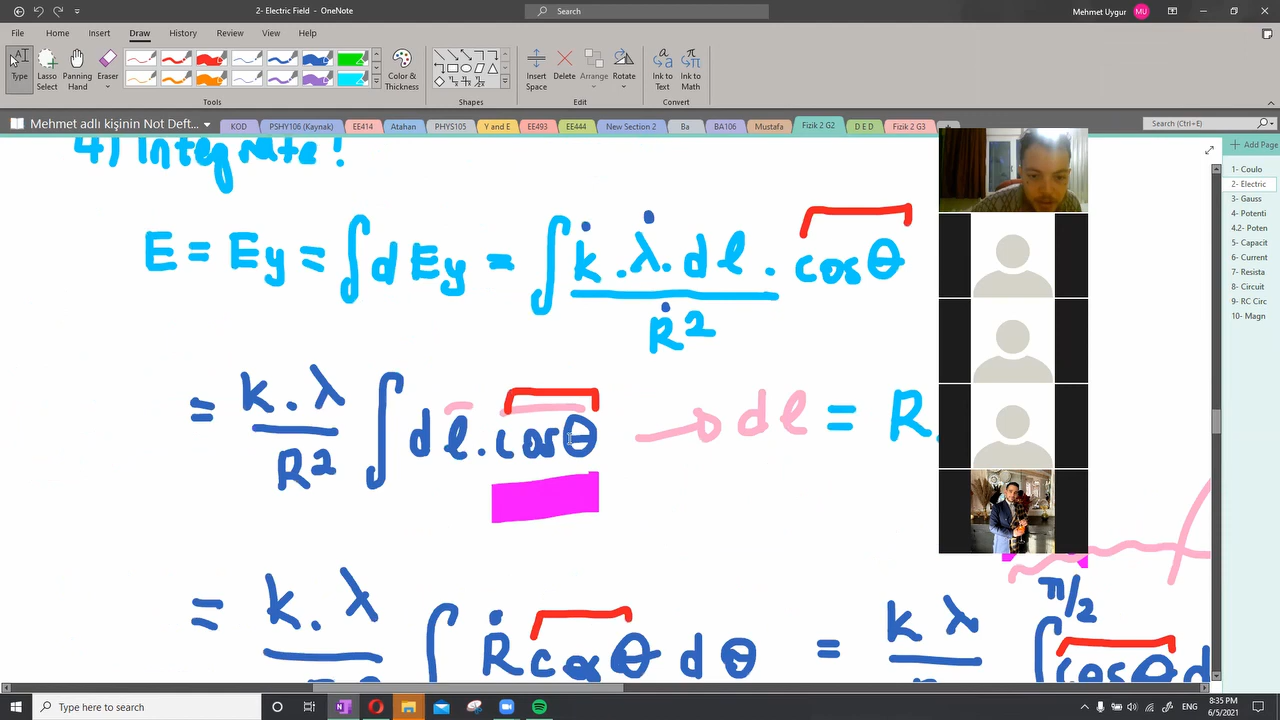 2- Electric Field - OneNote
Search
Mehmet Uygur
MU
File Home Insert Draw History Review View Help
Type
Lasso Select
Panning Hand
Eraser
Color & Thickness
Insert Space
Delete
Arrange
Rotate
Ink to Text
Ink to Math
Tools
Shapes
Edit
Convert
Mehmet adlı kişinin Not Deft...
KOD PSHY106 (Kaynak) EE414 Atahan PHYS105 Y and E EE493 EE444 New Section 2 Ba BA106 Mustafa Fizik 2 G2 D E D Fizik 2 G3
Search (Ctrl+E)
Add Page
1- Coulo
2- Electric
3- Gauss
4- Potenti
4.2- Poten
5- Capacit
6- Current
7- Resista
8- Circuit
9- RC Circ
10- Magn
4) Integrate!
E = Ey = ∫ dEy = ∫ k . λ . dl . cosθ
R²
= k . λ ∫ dl . cosθ → dl = R.
R²
= k . λ ∫ R cosθ dθ = k λ ∫ π/2 cosθ d
Type here to search
ENG
8:35 PM
6/5/2021